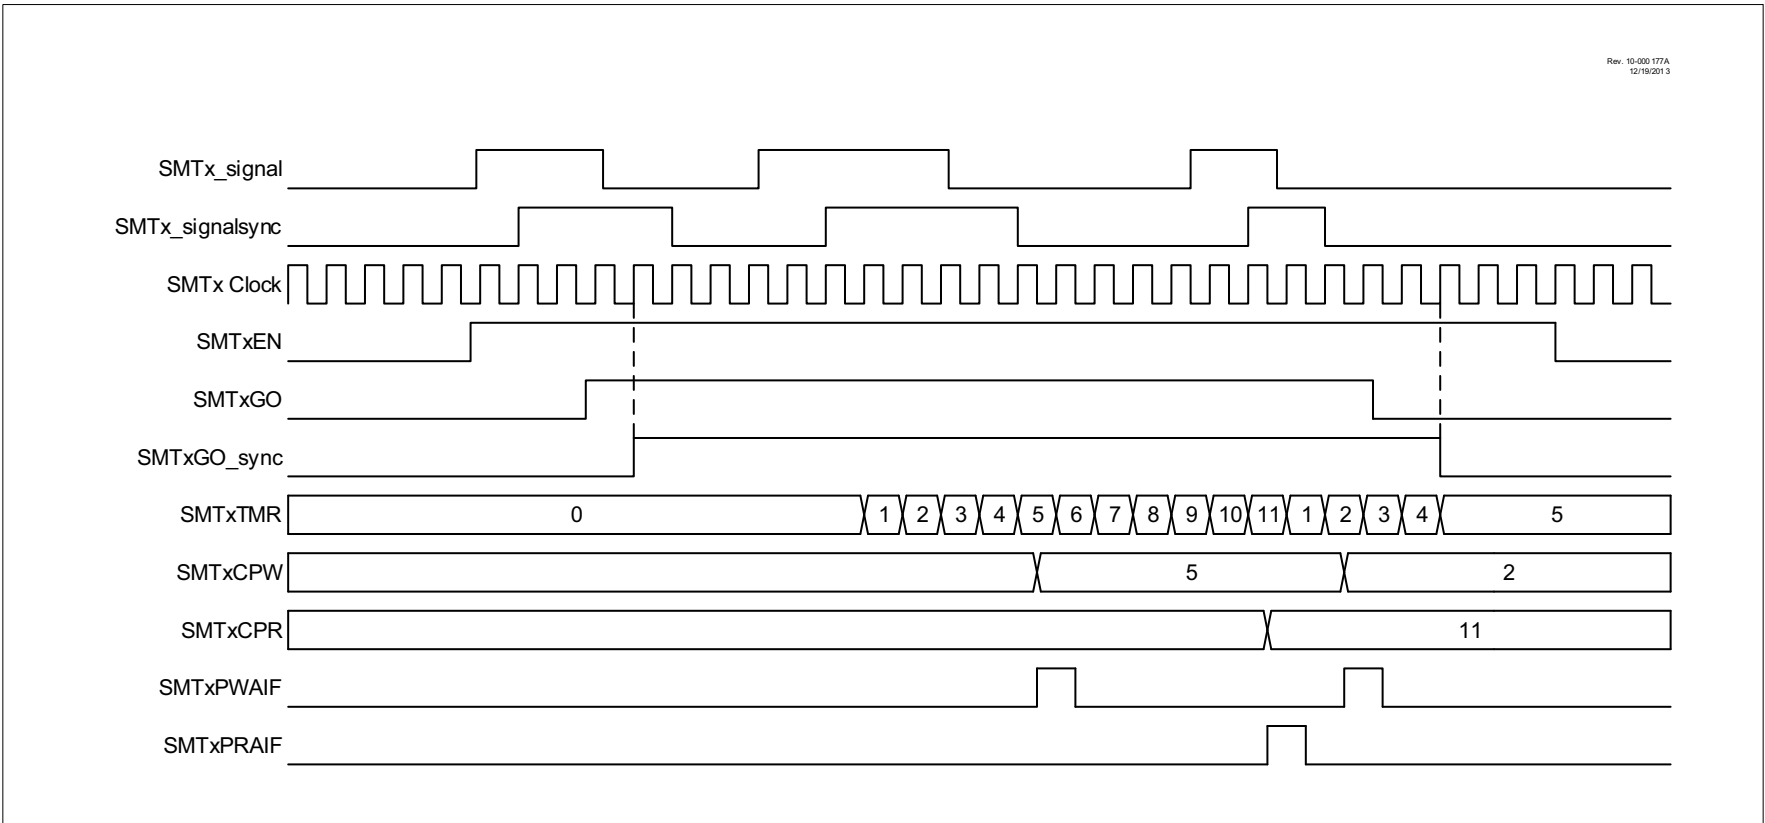 Rev. 10-000 177A
12/19/201 3
SMTx_signal
SMTx_signalsync
SMTx Clock
SMTxEN
SMTxGO
SMTxGO_sync
SMTxTMR 0 1 2 3 4 5 6 7 8 9 10 11 1 2 3 4 5
SMTxCPW 5 2
SMTxCPR 11
SMTxPWAIF
SMTxPRAIF